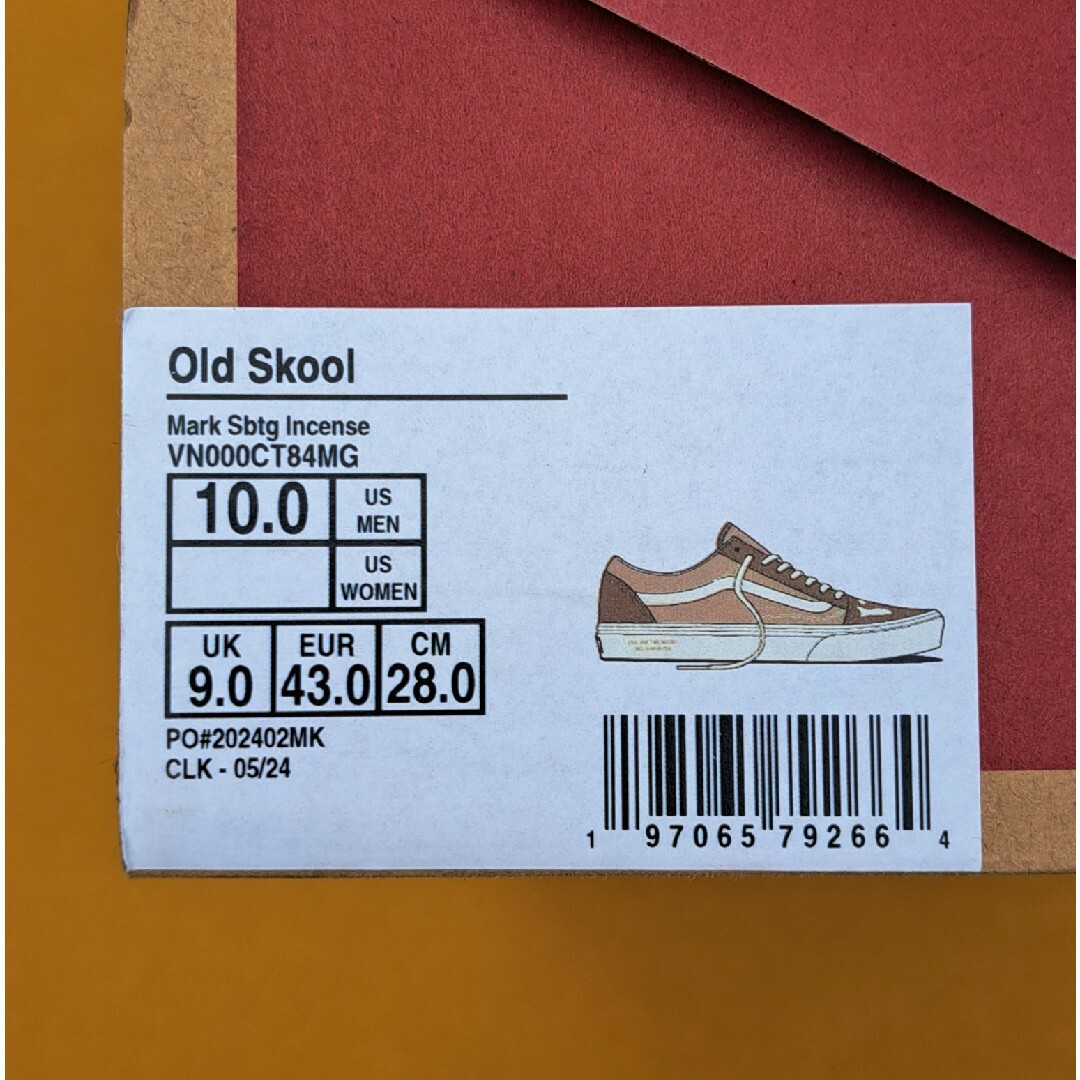 Old Skool
Mark Sbtg Incense
VN000CT84MG
10.0 US MEN
US WOMEN
UK EUR CM
9.0 43.0 28.0
PO#202402MK
CLK - 05/24
1 97065 79266 4